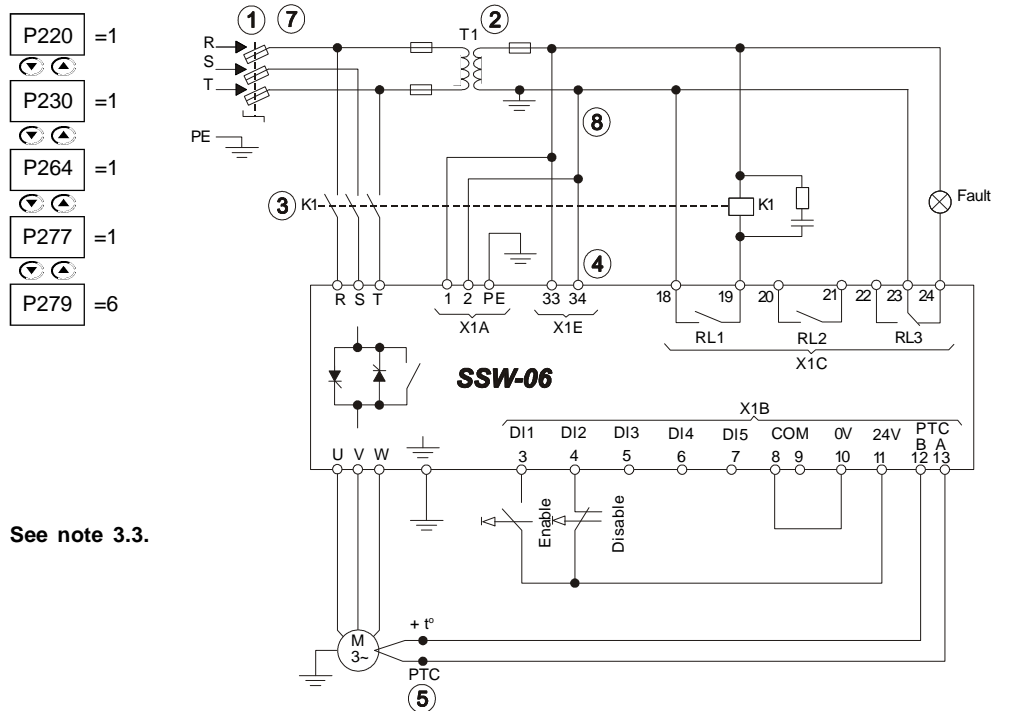 P220 =1
P230 =1
P264 =1
P277 =1
P279 =6
See note 3.3.
1 7 2
T1
R
S
T
PE
8
3 K1 K1 Fault
4
R S T 1 2 PE 33 34 18 19 20 21 22 23 24
X1A X1E RL1 RL2 RL3
X1C
SSW-06
X1B
DI1 DI2 DI3 DI4 DI5 COM 0V 24V PTC
B A
U V W 3 4 5 6 7 8 9 10 11 12 13
Enable
Disable
+ tº
M
3~
PTC
5